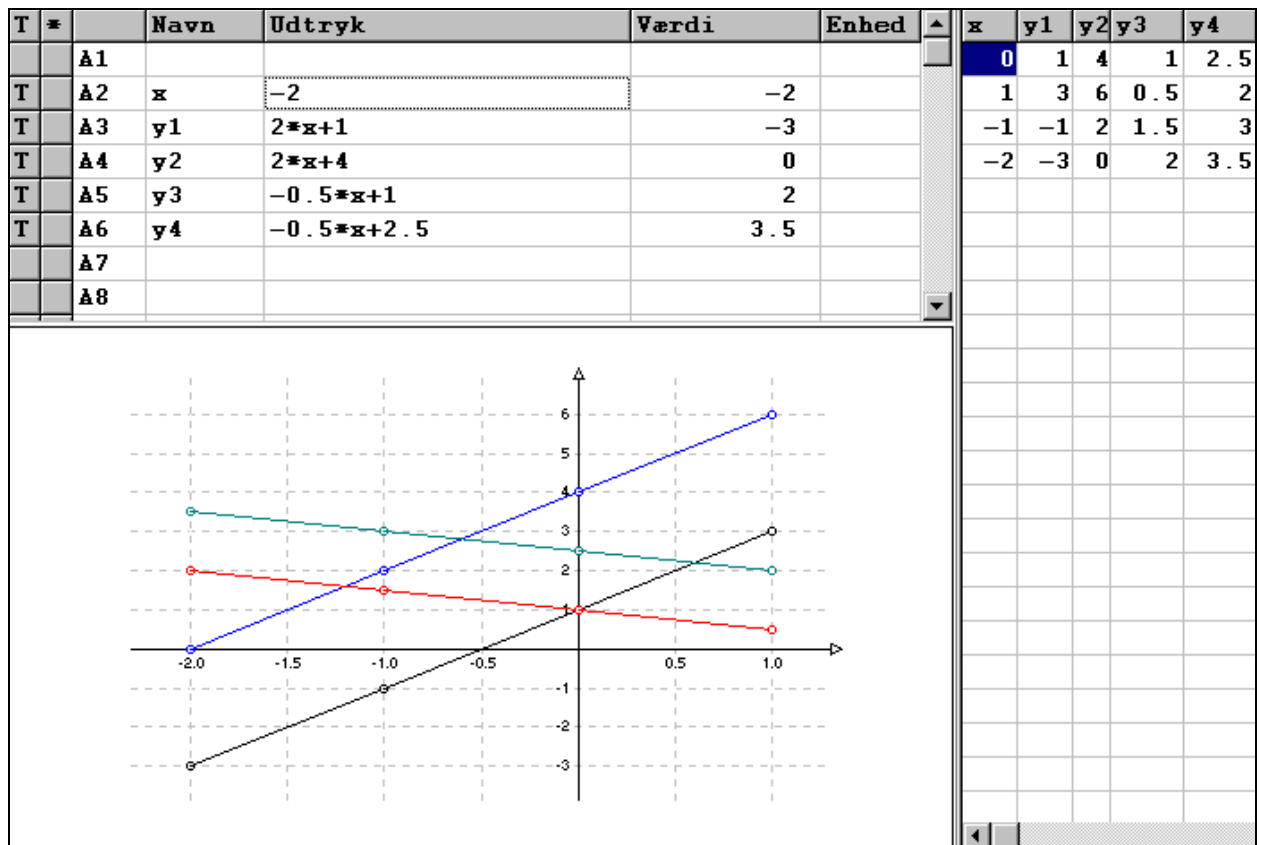 T * Navn Udtryk Værdi Enhed
A1
T A2 x −2 −2
T A3 y1 2*x+1 −3
T A4 y2 2*x+4 0
T A5 y3 −0.5*x+1 2
T A6 y4 −0.5*x+2.5 3.5
A7
A8
x y1 y2 y3 y4
0 1 4 1 2.5
1 3 6 0.5 2
−1 −1 2 1.5 3
−2 −3 0 2 3.5
6
5
4
3
2
1
-2.0 -1.5 -1.0 -0.5 0.5 1.0
-1
-2
-3